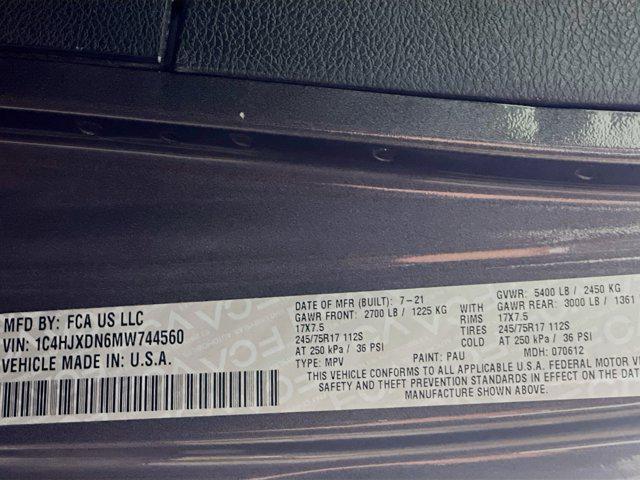 MFD BY: FCA US LLC
VIN: 1C4HJXDN6MW744560
VEHICLE MADE IN: U.S.A.
DATE OF MFR (BUILT): 7-21
GAWR FRONT: 2700 LB / 1225 KG WITH
17X7.5 RIMS
245/75R17 112S TIRES
AT 250 kPa / 36 PSI COLD
TYPE: MPV PAINT: PAU
GVWR: 5400 LB / 2450 KG
GAWR REAR: 3000 LB / 1361
17X7.5
245/75R17 112S
AT 250 kPa / 36 PSI
MDH: 070612
THIS VEHICLE CONFORMS TO ALL APPLICABLE U.S.A. FEDERAL MOTOR
SAFETY AND THEFT PREVENTION STANDARDS IN EFFECT ON THE DATE
MANUFACTURE SHOWN ABOVE.